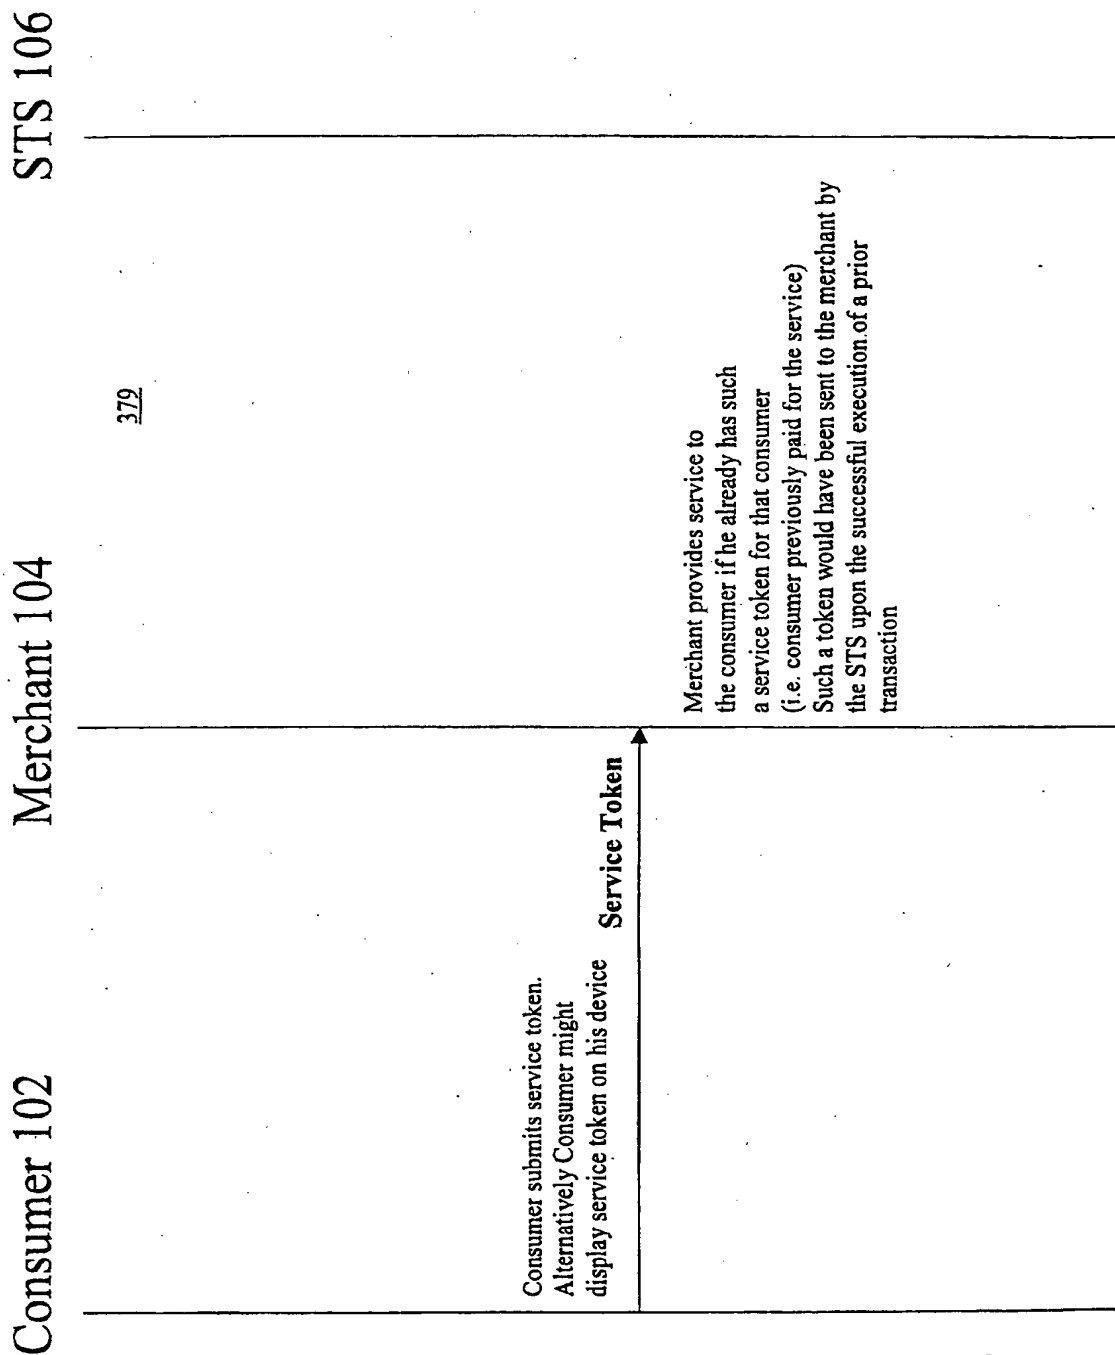 Consumer 102
Merchant 104
STS 106
379
Consumer submits service token.
Alternatively Consumer might
display service token on his device
Service Token
Merchant provides service to
the consumer if he already has such
a service token for that consumer
(i.e. consumer previously paid for the service)
Such a token would have been sent to the merchant by
the STS upon the successful execution of a prior
transaction